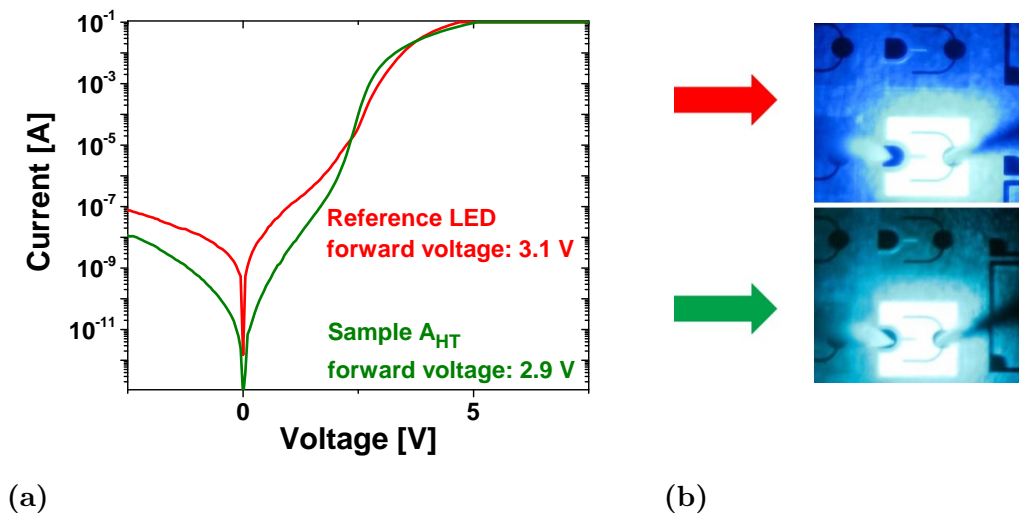 10^-1
10^-3
10^-5
10^-7
10^-9
10^-11
Current [A]
Reference LED
forward voltage: 3.1 V
Sample A_HT
forward voltage: 2.9 V
0
5
Voltage [V]
(a)
(b)